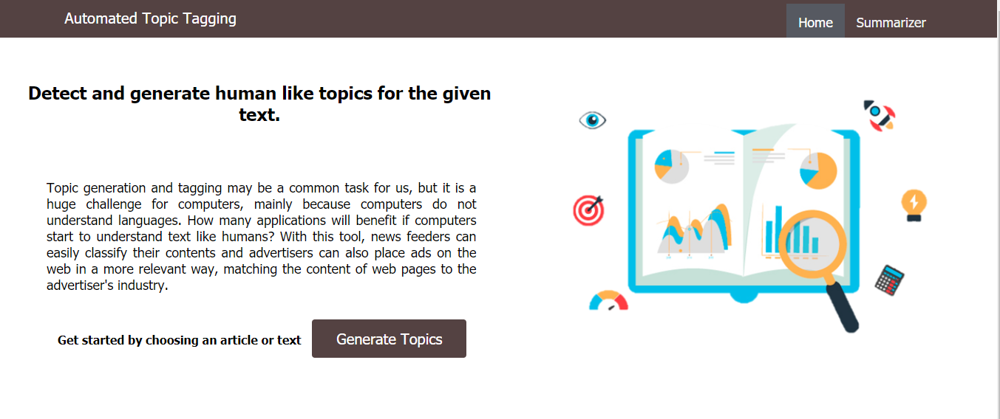 Automated Topic Tagging
Home
Summarizer
Detect and generate human like topics for the given
text.
Topic generation and tagging may be a common task for us, but it is a
huge challenge for computers, mainly because computers do not
understand languages. How many applications will benefit if computers
start to understand text like humans? With this tool, news feeders can
easily classify their contents and advertisers can also place ads on the
web in a more relevant way, matching the content of web pages to the
advertiser's industry.
Get started by choosing an article or text
Generate Topics